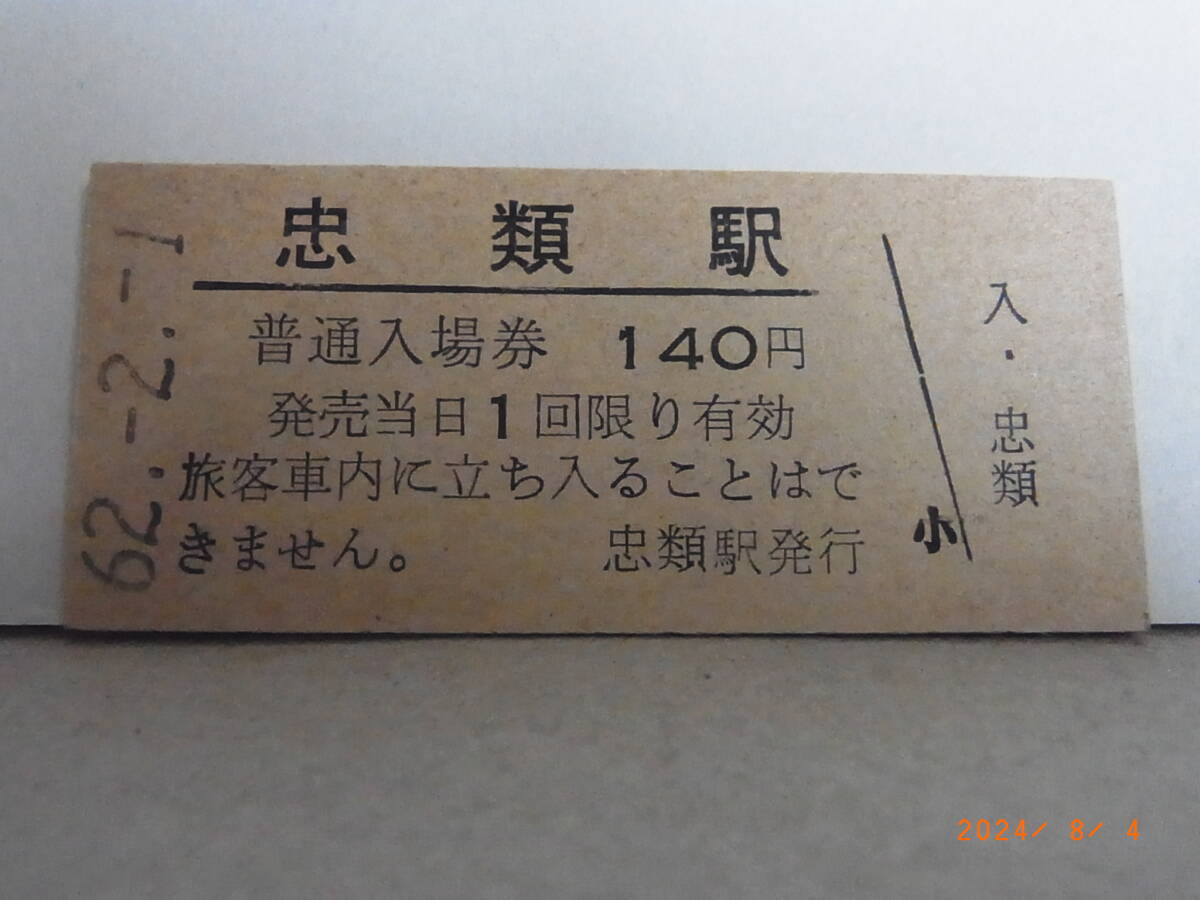 忠類駅
普通入場券 140円
発売当日1回限り有効
旅客車内に立ち入ることはで
きません。 忠類駅発行
小
入・忠類
62.-2.-1
2024/ 8/ 4